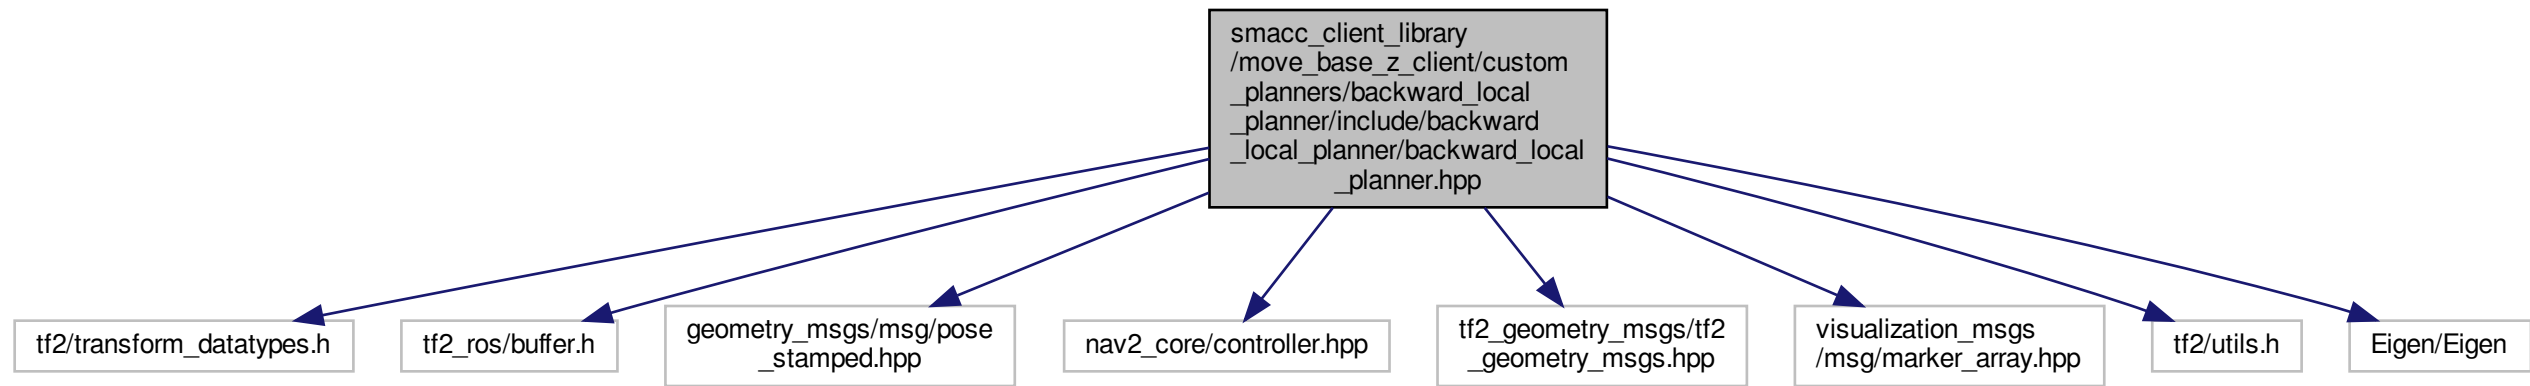 smacc_client_library
/move_base_z_client/custom
_planners/backward_local
_planner/include/backward
_local_planner/backward_local
_planner.hpp
tf2/transform_datatypes.h
tf2_ros/buffer.h
geometry_msgs/msg/pose
_stamped.hpp
nav2_core/controller.hpp
tf2_geometry_msgs/tf2
_geometry_msgs.hpp
visualization_msgs
/msg/marker_array.hpp
tf2/utils.h
Eigen/Eigen